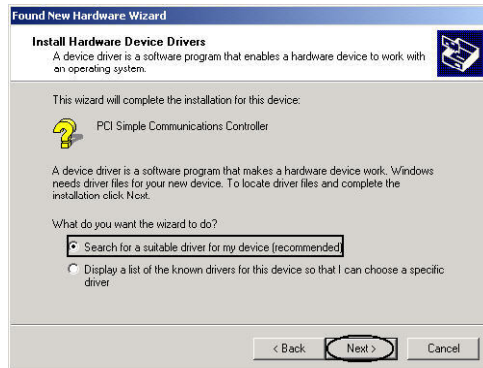 Found New Hardware Wizard
Install Hardware Device Drivers
A device driver is a software program that enables a hardware device to work with
an operating system.
This wizard will complete the installation for this device:
PCI Simple Communications Controller
A device driver is a software program that makes a hardware device work. Windows
needs driver files for your new device. To locate driver files and complete the
installation click Next.
What do you want the wizard to do?
Search for a suitable driver for my device (recommended)
Display a list of the known drivers for this device so that I can choose a specific
driver
< Back Next > Cancel